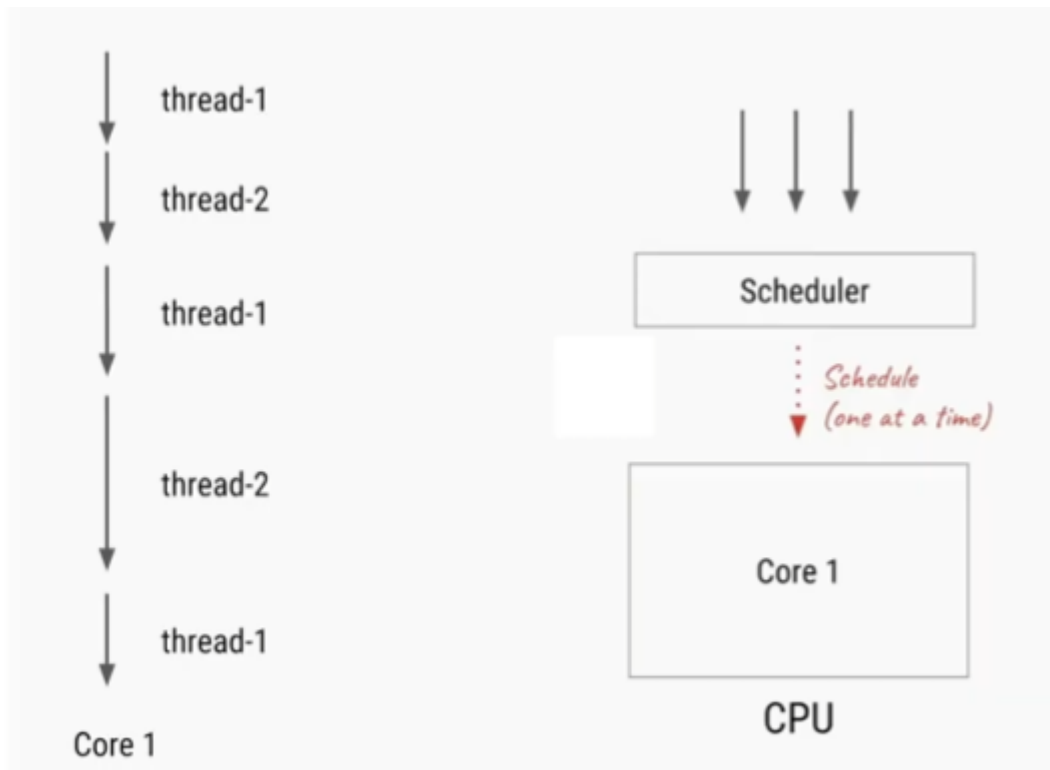 thread-1
thread-2
thread-1
thread-2
thread-1
Core 1
Scheduler
Schedule
(one at a time)
Core 1
CPU